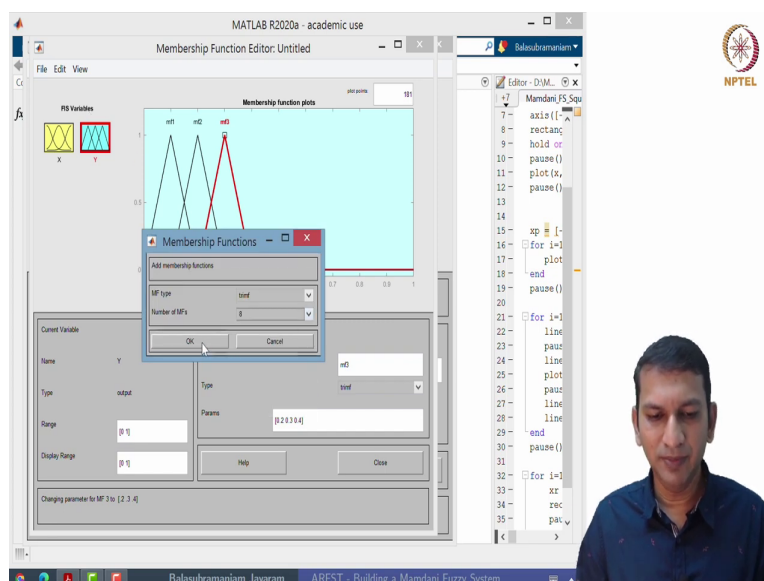 MATLAB R2020a - academic use
Membership Function Editor: Untitled
Balasubramaniam
NPTEL
File Edit View
Editor - D:\M...
+7 Mamdani_FS_Squ
FIS Variables
plot points:
181
Membership function plots
fx
X
Y
mf1
mf2
mf3
1
0.5
0
0.7
0.8
0.9
1
Membership Functions
Add membership functions
MF type
trimf
Number of MFs
8
OK
Cancel
Current Variable
Name
Y
Type
output
Range
[0 1]
Display Range
[0 1]
mf3
Type
trimf
Params
[0.2 0.3 0.4]
Help
Close
Changing parameter for MF 3 to [.2 .3 .4]
7 - axis([-
8 - rectang
9 - hold on
10 - pause()
11 - plot(x,
12 - pause()
13
14
15 - xp = [-
16 - for i=1
17 - plot
18 - end
19 - pause()
20
21 - for i=1
22 - line
23 - paus
24 - line
25 - plot
26 - paus
27 - line
28 - line
29 - end
30 - pause()
31
32 - for i=1
33 - xr
34 - rec
35 - pau
Balasubramaniam Jayaram
ARFST - Building a Mamdani Fuzzy System